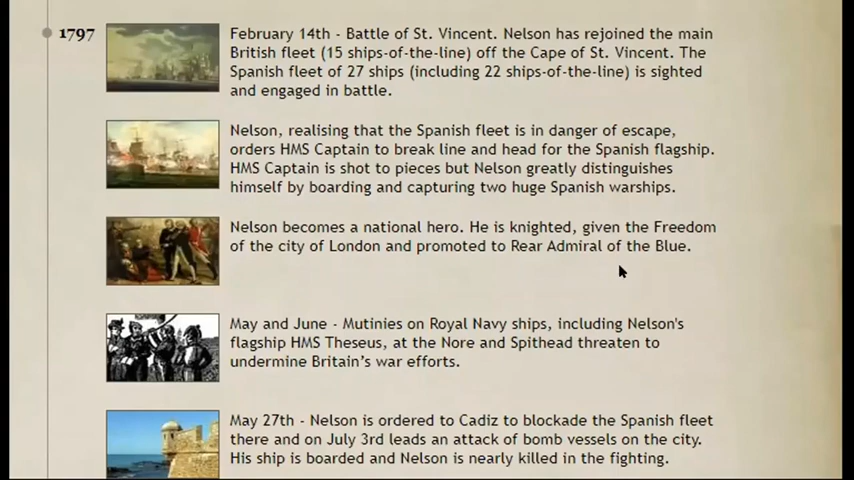 1797
February 14th - Battle of St. Vincent. Nelson has rejoined the main
British fleet (15 ships-of-the-line) off the Cape of St. Vincent. The
Spanish fleet of 27 ships (including 22 ships-of-the-line) is sighted
and engaged in battle.
Nelson, realising that the Spanish fleet is in danger of escape,
orders HMS Captain to break line and head for the Spanish flagship.
HMS Captain is shot to pieces but Nelson greatly distinguishes
himself by boarding and capturing two huge Spanish warships.
Nelson becomes a national hero. He is knighted, given the Freedom
of the city of London and promoted to Rear Admiral of the Blue.
May and June - Mutinies on Royal Navy ships, including Nelson's
flagship HMS Theseus, at the Nore and Spithead threaten to
undermine Britain’s war efforts.
May 27th - Nelson is ordered to Cadiz to blockade the Spanish fleet
there and on July 3rd leads an attack of bomb vessels on the city.
His ship is boarded and Nelson is nearly killed in the fighting.